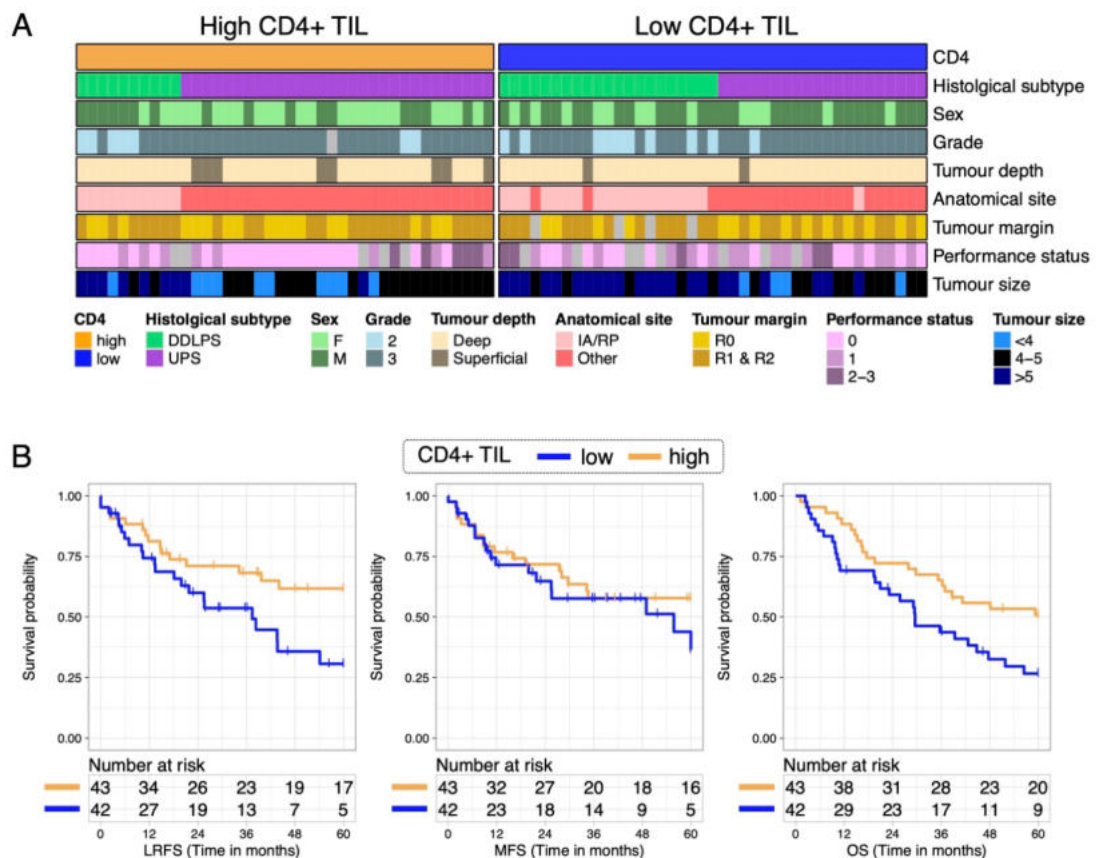 A
High CD4+ TIL Low CD4+ TIL
CD4
Histolgical subtype
Sex
Grade
Tumour depth
Anatomical site
Tumour margin
Performance status
Tumour size
CD4 Histolgical subtype Sex Grade Tumour depth Anatomical site Tumour margin Performance status Tumour size
high DDLPS F 2 Deep IA/RP R0 0 <4
low UPS M 3 Superficial Other R1 & R2 1 4-5
2-3 >5
B
CD4+ TIL low high
Survival probability
1.00
0.75
0.50
0.25
0.00
Number at risk
43 34 26 23 19 17
42 27 19 13 7 5
0 12 24 36 48 60
LRFS (Time in months)
Survival probability
1.00
0.75
0.50
0.25
0.00
Number at risk
43 32 27 20 18 16
42 23 18 14 9 5
0 12 24 36 48 60
MFS (Time in months)
Survival probability
1.00
0.75
0.50
0.25
0.00
Number at risk
43 38 31 28 23 20
42 29 23 17 11 9
0 12 24 36 48 60
OS (Time in months)